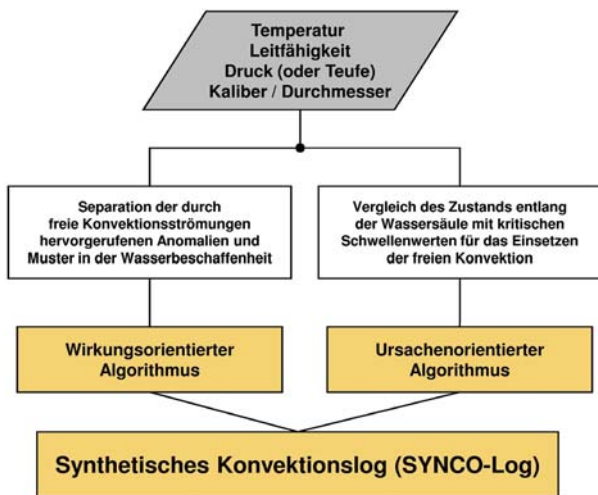 Temperatur
Leitfähigkeit
Druck (oder Teufe)
Kaliber / Durchmesser
Separation der durch
freie Konvektionsströmungen
hervorgerufenen Anomalien und
Muster in der Wasserbeschaffenheit
Vergleich des Zustands entlang
der Wassersäule mit kritischen
Schwellenwerten für das Einsetzen
der freien Konvektion
Wirkungsorientierter
Algorithmus
Ursachenorientierter
Algorithmus
Synthetisches Konvektionslog (SYNCO-Log)